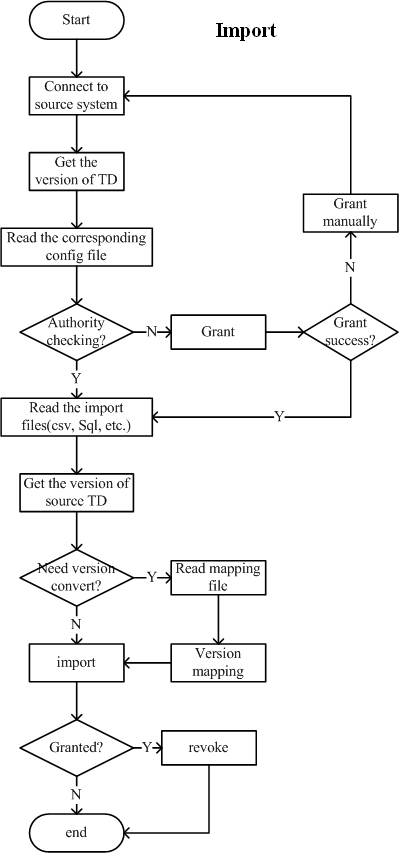 Start
Import
Connect to
source system
Get the
version of TD
Grant
manually
Read the corresponding
config file
N
Authority
checking?
N
Grant
Grant
success?
Y
Read the import
files(csv, Sql, etc.)
Y
Get the version of
source TD
Need version
convert?
Y
Read mapping
file
N
import
Version
mapping
Granted?
Y
revoke
N
end